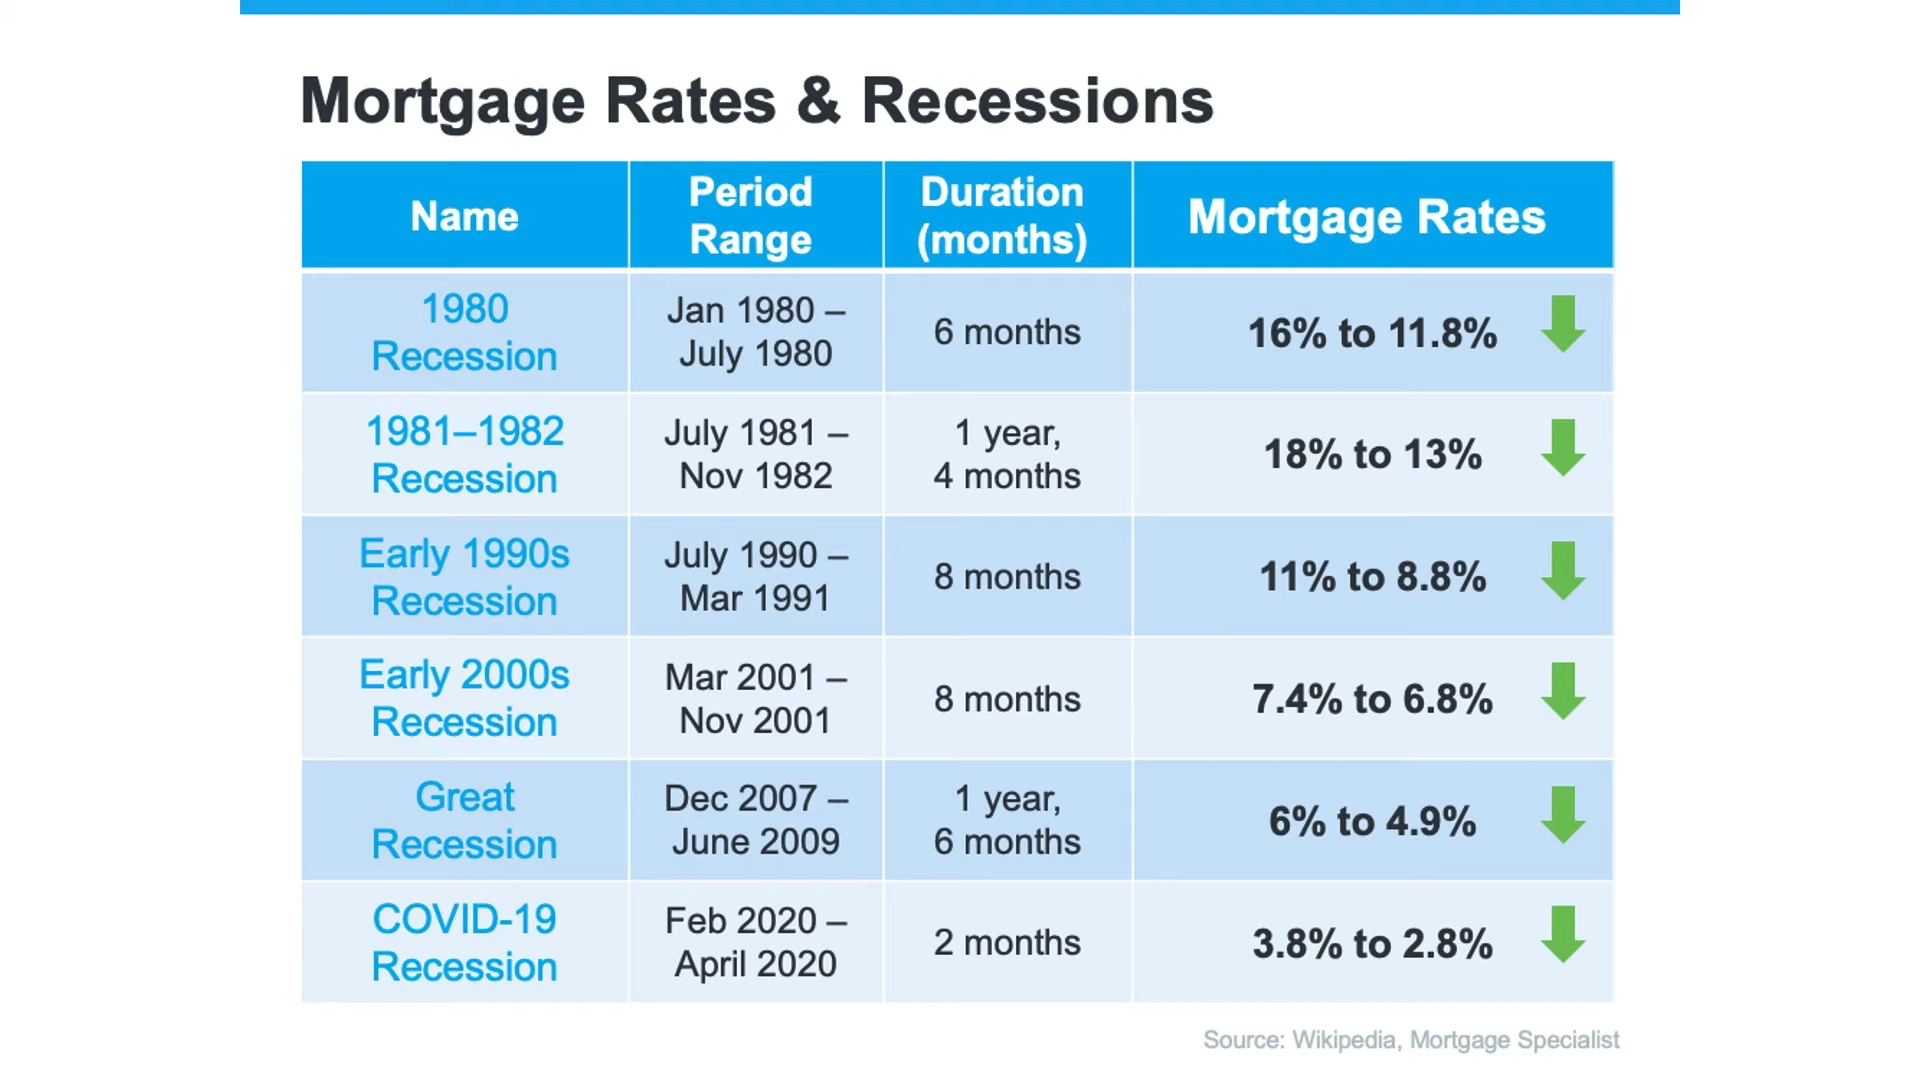 Mortgage Rates & Recessions
Name
Period
Range
Duration
(months)
Mortgage Rates
1980
Recession
Jan 1980 –
July 1980
6 months
16% to 11.8%
1981–1982
Recession
July 1981 –
Nov 1982
1 year,
4 months
18% to 13%
Early 1990s
Recession
July 1990 –
Mar 1991
8 months
11% to 8.8%
Early 2000s
Recession
Mar 2001 –
Nov 2001
8 months
7.4% to 6.8%
Great
Recession
Dec 2007 –
June 2009
1 year,
6 months
6% to 4.9%
COVID-19
Recession
Feb 2020 –
April 2020
2 months
3.8% to 2.8%
Source: Wikipedia, Mortgage Specialist